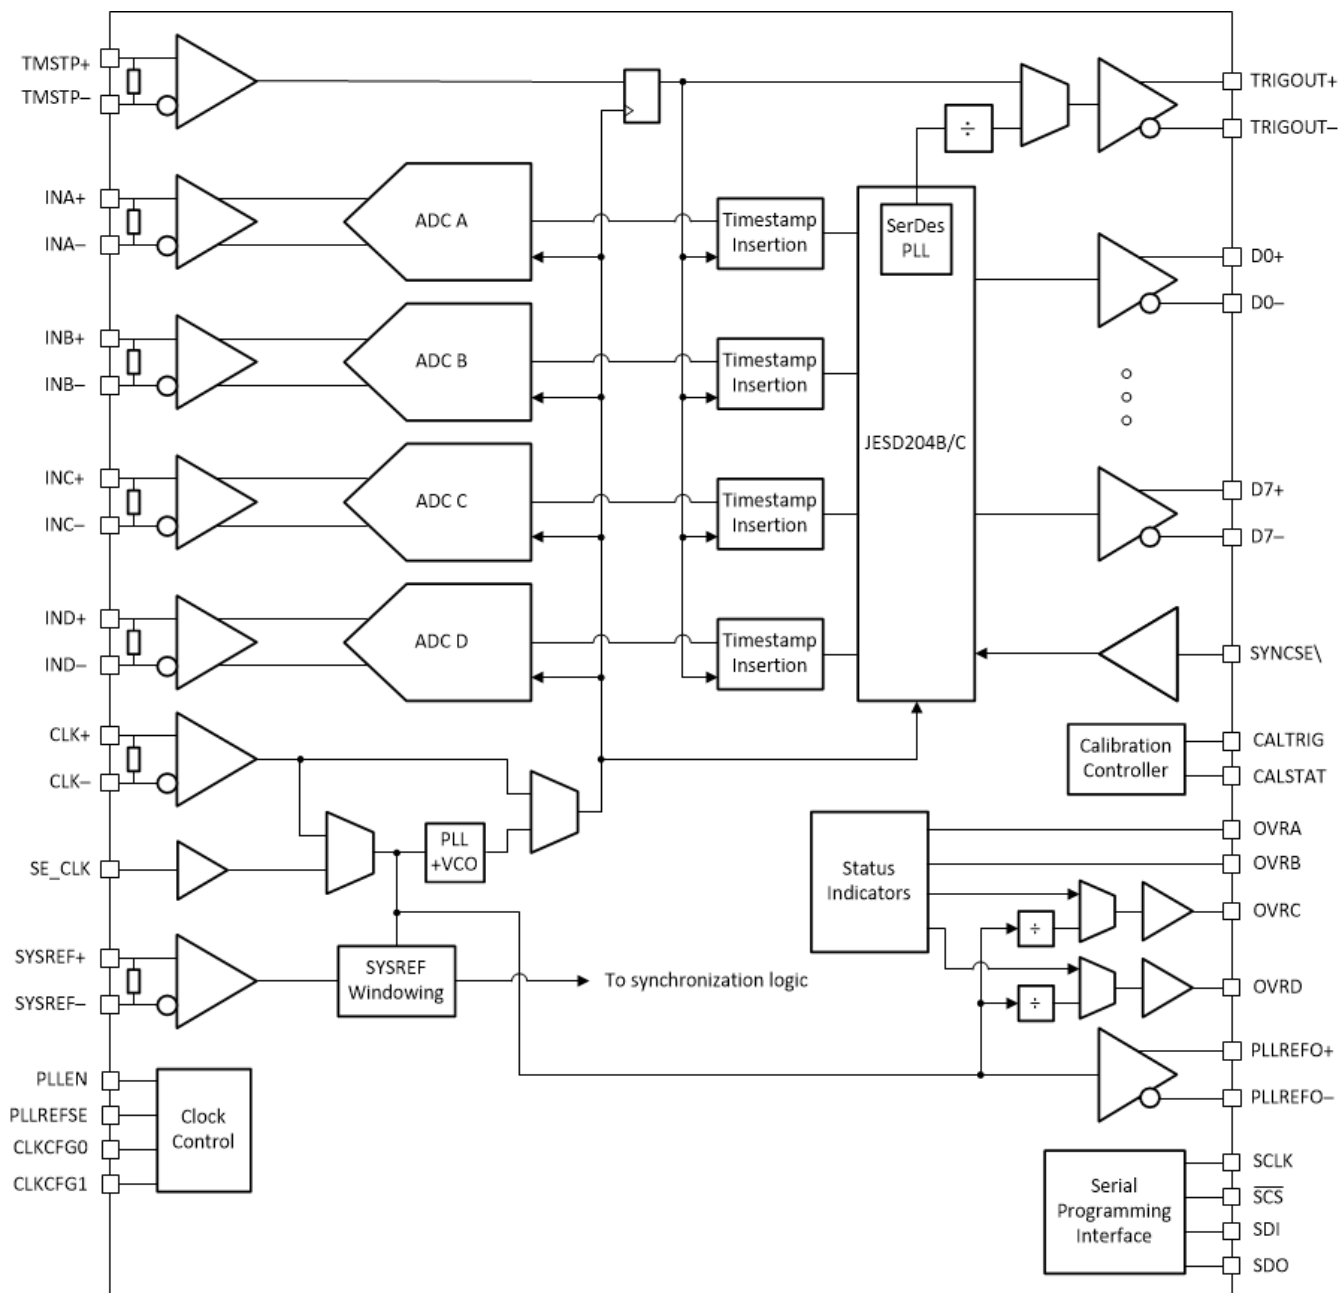 TMSTP+
TMSTP–
TRIGOUT+
TRIGOUT–
÷
INA+
INA–
ADC A
Timestamp
Insertion
SerDes
PLL
D0+
D0–
INB+
INB–
ADC B
Timestamp
Insertion
JESD204B/C
INC+
INC–
ADC C
Timestamp
Insertion
D7+
D7–
IND+
IND–
ADC D
Timestamp
Insertion
SYNCSE\
CLK+
CLK–
Calibration
Controller
CALTRIG
CALSTAT
SE_CLK
PLL
+VCO
Status
Indicators
OVRA
OVRB
OVRC
÷
OVRD
÷
SYSREF+
SYSREF–
SYSREF
Windowing
To synchronization logic
PLLREFO+
PLLREFO–
PLLEN
PLLREFSE
CLKCFG0
CLKCFG1
Clock
Control
Serial
Programming
Interface
SCLK
S̅C̅S̅
SDI
SDO